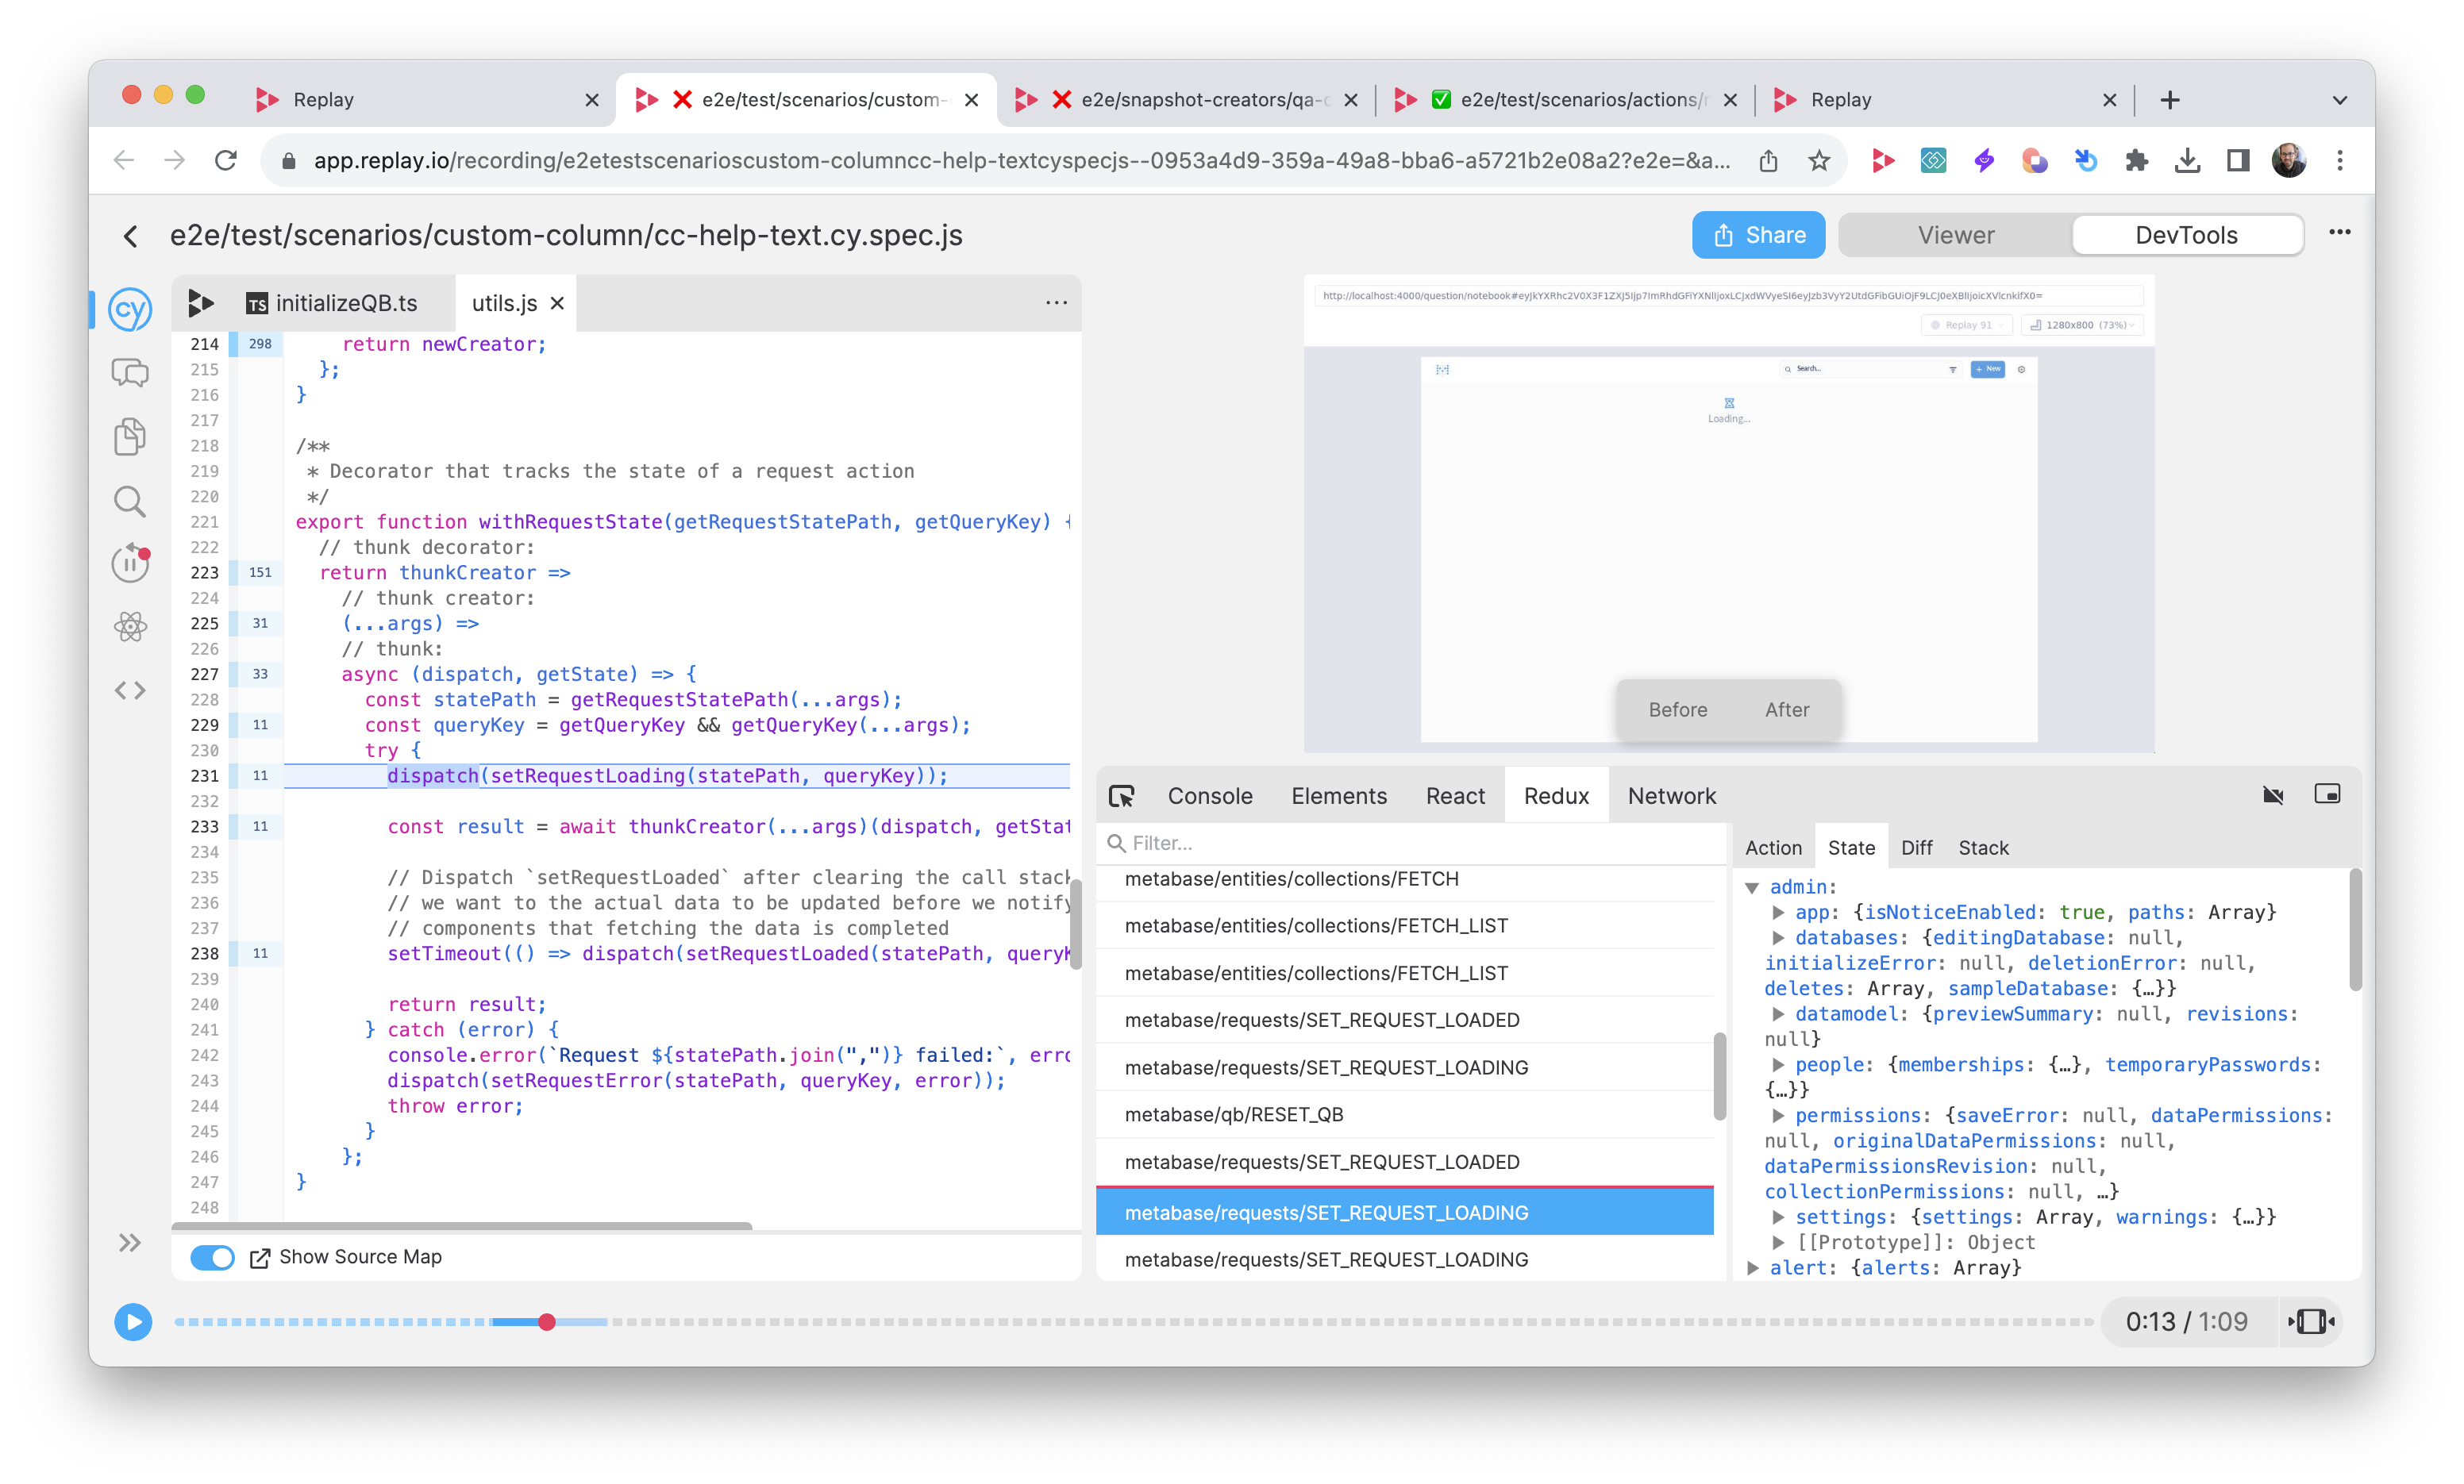 Replay
e2e/test/scenarios/custom-
e2e/snapshot-creators/qa-c
e2e/test/scenarios/actions/r
Replay
app.replay.io/recording/e2etestscenarioscustom-columncc-help-textcyspecjs--0953a4d9-359a-49a8-bba6-a5721b2e08a2?e2e=&a...
e2e/test/scenarios/custom-column/cc-help-text.cy.spec.js
Share
Viewer
DevTools
cy
TS initializeQB.ts
utils.js
214 298 return newCreator;
215 };
216 }
217
218 /**
219 * Decorator that tracks the state of a request action
220 */
221 export function withRequestState(getRequestStatePath, getQueryKey) {
222 // thunk decorator:
223 151 return thunkCreator =>
224 // thunk creator:
225 31 (...args) =>
226 // thunk:
227 33 async (dispatch, getState) => {
228 const statePath = getRequestStatePath(...args);
229 11 const queryKey = getQueryKey && getQueryKey(...args);
230 try {
231 11 dispatch(setRequestLoading(statePath, queryKey));
232
233 11 const result = await thunkCreator(...args)(dispatch, getStat
234
235 // Dispatch `setRequestLoaded` after clearing the call stack
236 // we want to the actual data to be updated before we notify
237 // components that fetching the data is completed
238 11 setTimeout(() => dispatch(setRequestLoaded(statePath, queryK
239
240 return result;
241 } catch (error) {
242 console.error(`Request ${statePath.join(",")} failed:`, erro
243 dispatch(setRequestError(statePath, queryKey, error));
244 throw error;
245 }
246 };
247 }
248
Show Source Map
Replay 91
1280x800 (73%)
Search...
+ New
Loading...
Before
After
Console
Elements
React
Redux
Network
Filter...
metabase/entities/collections/FETCH
metabase/entities/collections/FETCH_LIST
metabase/entities/collections/FETCH_LIST
metabase/requests/SET_REQUEST_LOADED
metabase/requests/SET_REQUEST_LOADING
metabase/qb/RESET_QB
metabase/requests/SET_REQUEST_LOADED
metabase/requests/SET_REQUEST_LOADING
metabase/requests/SET_REQUEST_LOADING
Action
State
Diff
Stack
admin:
app: {isNoticeEnabled: true, paths: Array}
databases: {editingDatabase: null,
initializeError: null, deletionError: null,
deletes: Array, sampleDatabase: {…}}
datamodel: {previewSummary: null, revisions:
null}
people: {memberships: {…}, temporaryPasswords:
{…}}
permissions: {saveError: null, dataPermissions:
null, originalDataPermissions: null,
dataPermissionsRevision: null,
collectionPermissions: null, …}
settings: {settings: Array, warnings: {…}}
[[Prototype]]: Object
alert: {alerts: Array}
0:13 / 1:09